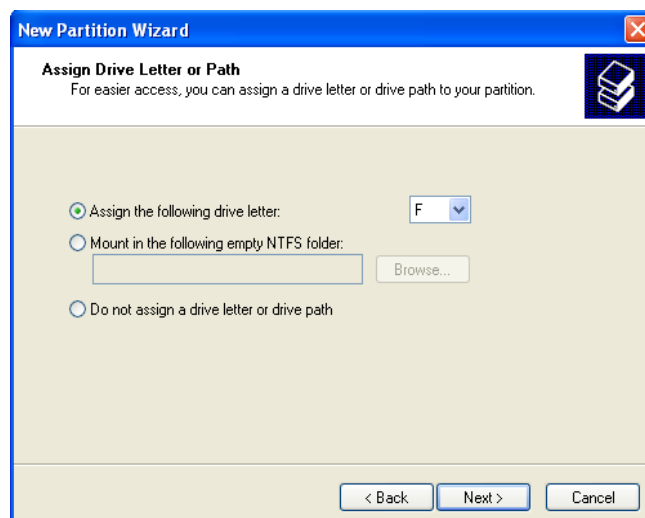 New Partition Wizard
Assign Drive Letter or Path
For easier access, you can assign a drive letter or drive path to your partition.
Assign the following drive letter: F
Mount in the following empty NTFS folder:
Browse...
Do not assign a drive letter or drive path
< Back Next > Cancel